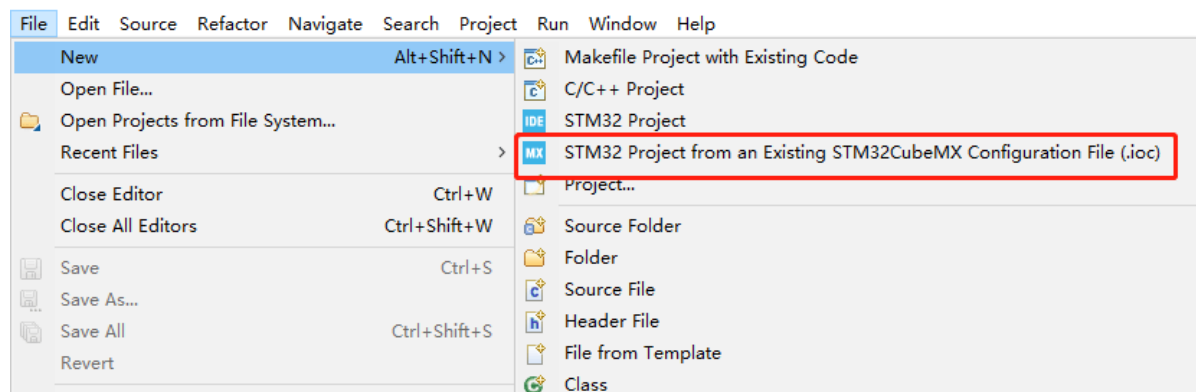 File Edit Source Refactor Navigate Search Project Run Window Help
New Alt+Shift+N >
Open File...
Open Projects from File System...
Recent Files >
Close Editor Ctrl+W
Close All Editors Ctrl+Shift+W
Save Ctrl+S
Save As...
Save All Ctrl+Shift+S
Revert
Makefile Project with Existing Code
C/C++ Project
IDE STM32 Project
MX STM32 Project from an Existing STM32CubeMX Configuration File (.ioc)
Project...
Source Folder
Folder
Source File
Header File
File from Template
Class